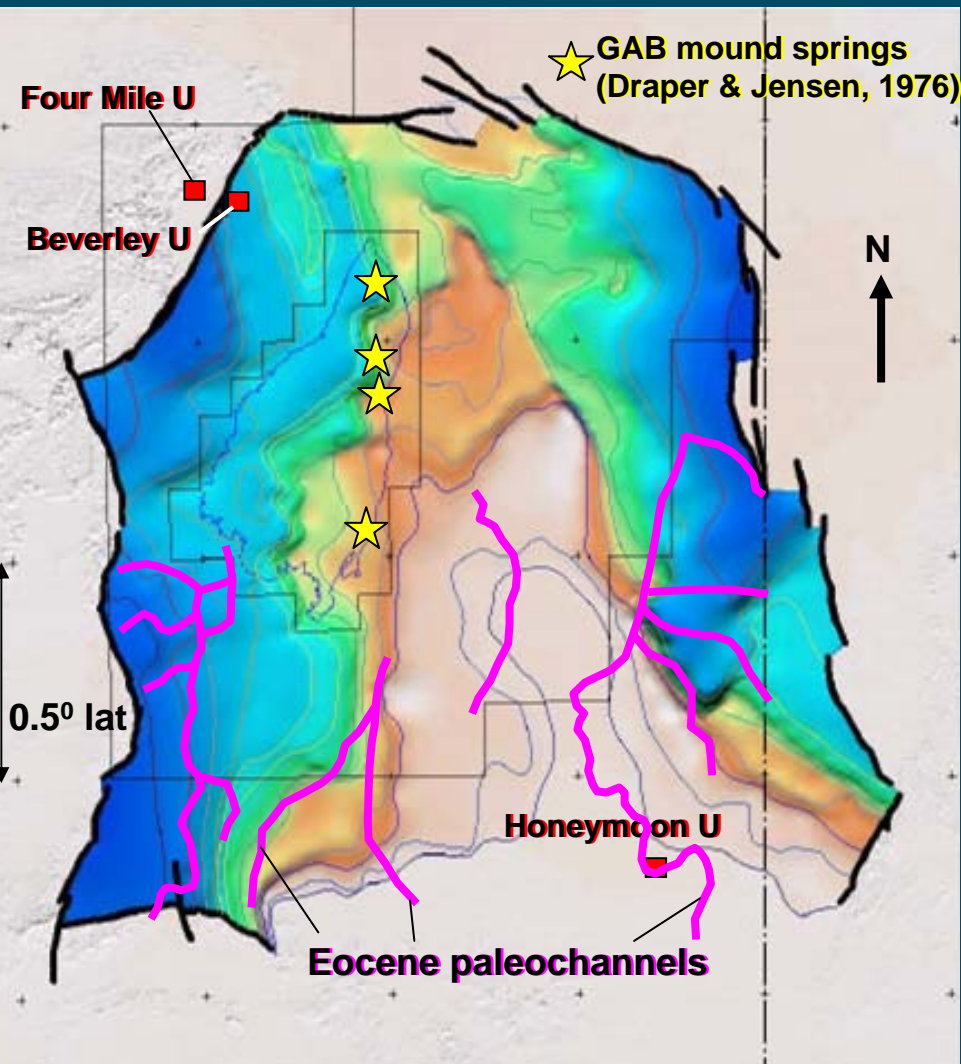 GAB mound springs
(Draper & Jensen, 1976)
Four Mile U
Beverley U
N
0.5⁰ lat
Honeymoon U
Eocene paleochannels